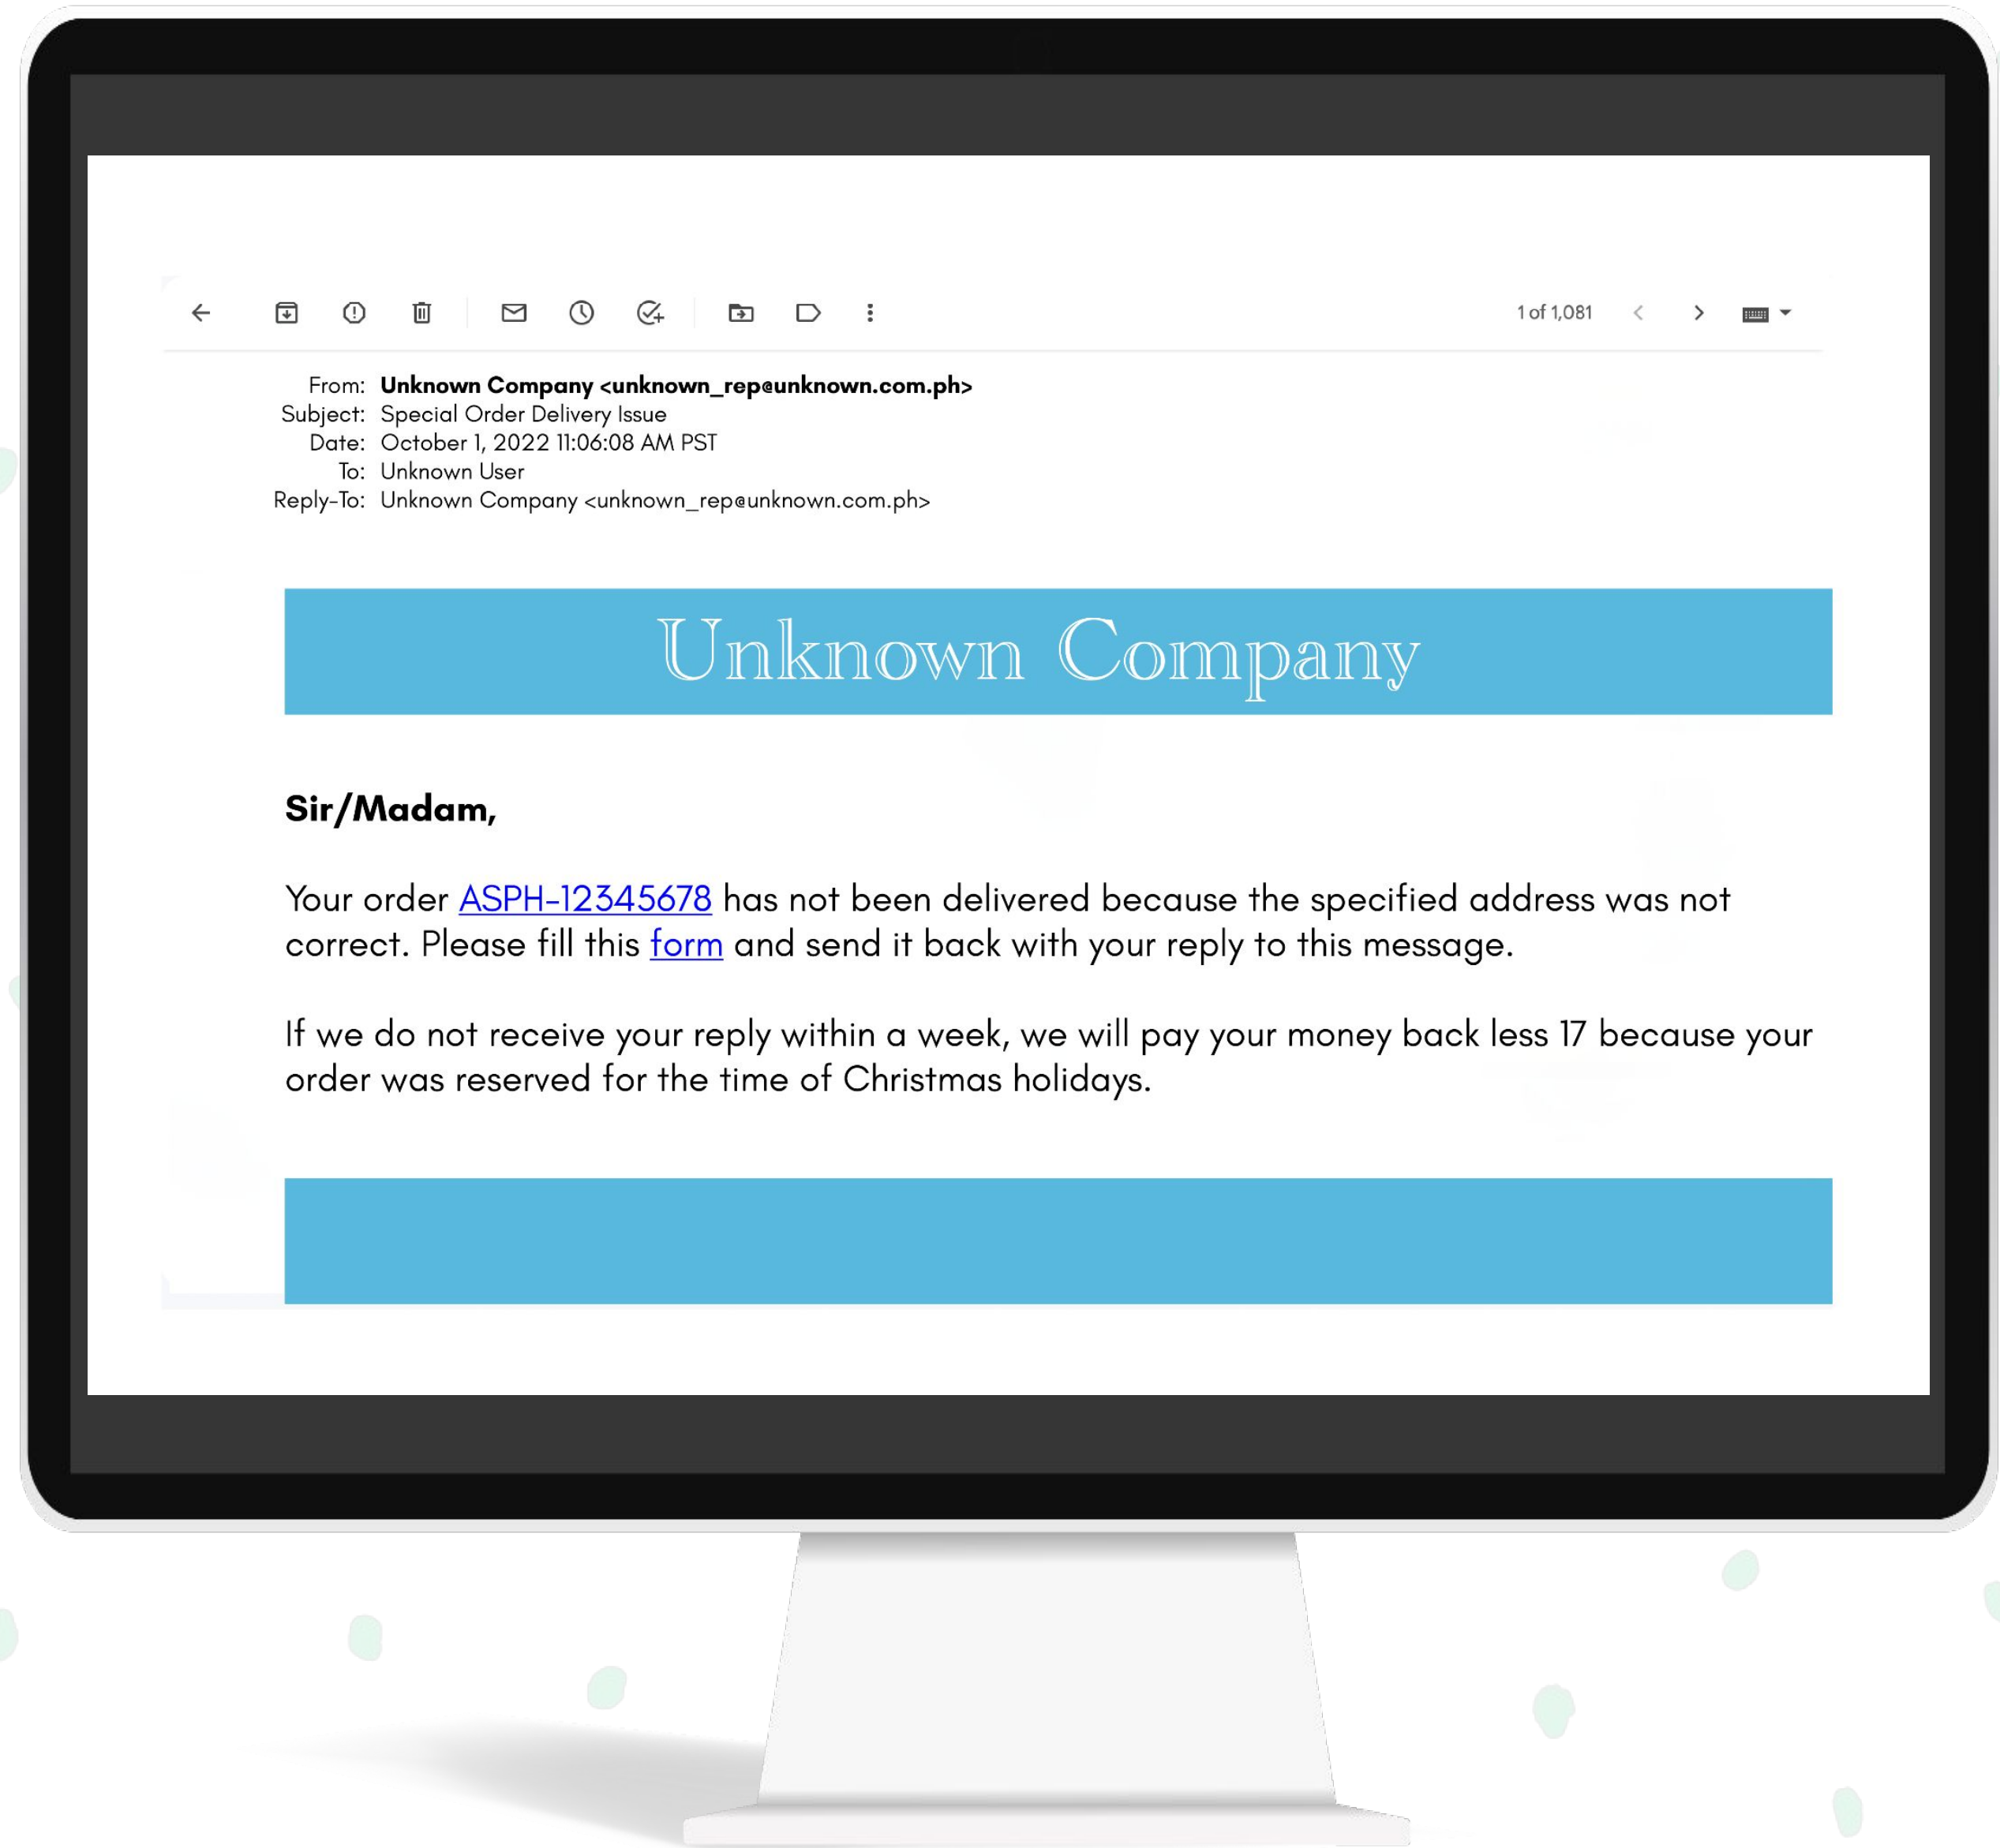 1 of 1,081
From: Unknown Company <unknown_rep@unknown.com.ph>
Subject: Special Order Delivery Issue
Date: October 1, 2022 11:06:08 AM PST
To: Unknown User
Reply-To: Unknown Company <unknown_rep@unknown.com.ph>
Unknown Company
Sir/Madam,
Your order ASPH-12345678 has not been delivered because the specified address was not
correct. Please fill this form and send it back with your reply to this message.
If we do not receive your reply within a week, we will pay your money back less 17 because your
order was reserved for the time of Christmas holidays.